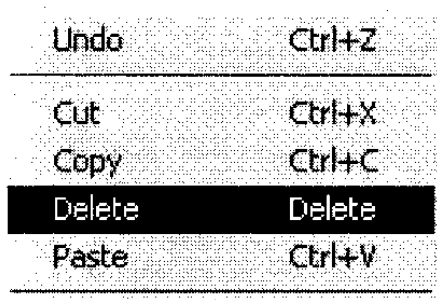 Undo Ctrl+Z
Cut Ctrl+X
Copy Ctrl+C
Delete Delete
Paste Ctrl+V